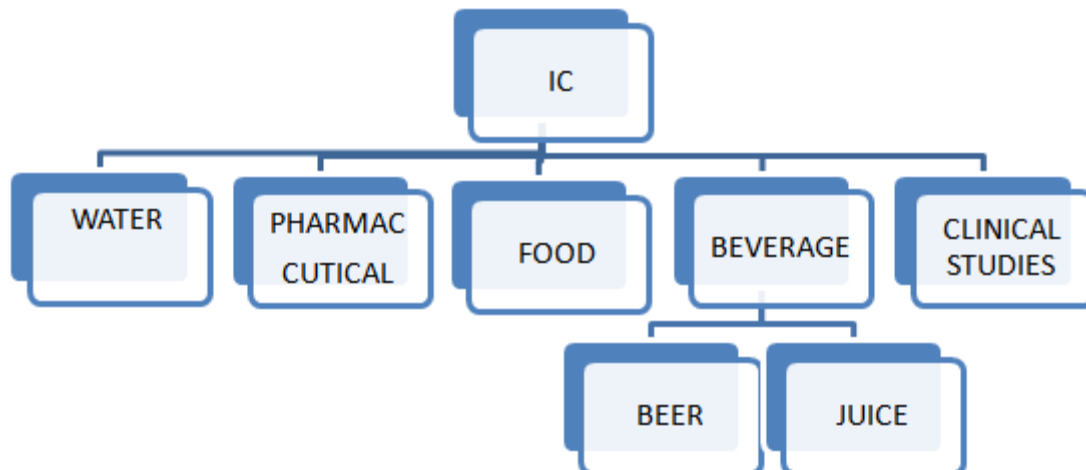 IC
WATER
PHARMAC
CUTICAL
FOOD
BEVERAGE
CLINICAL
STUDIES
BEER
JUICE